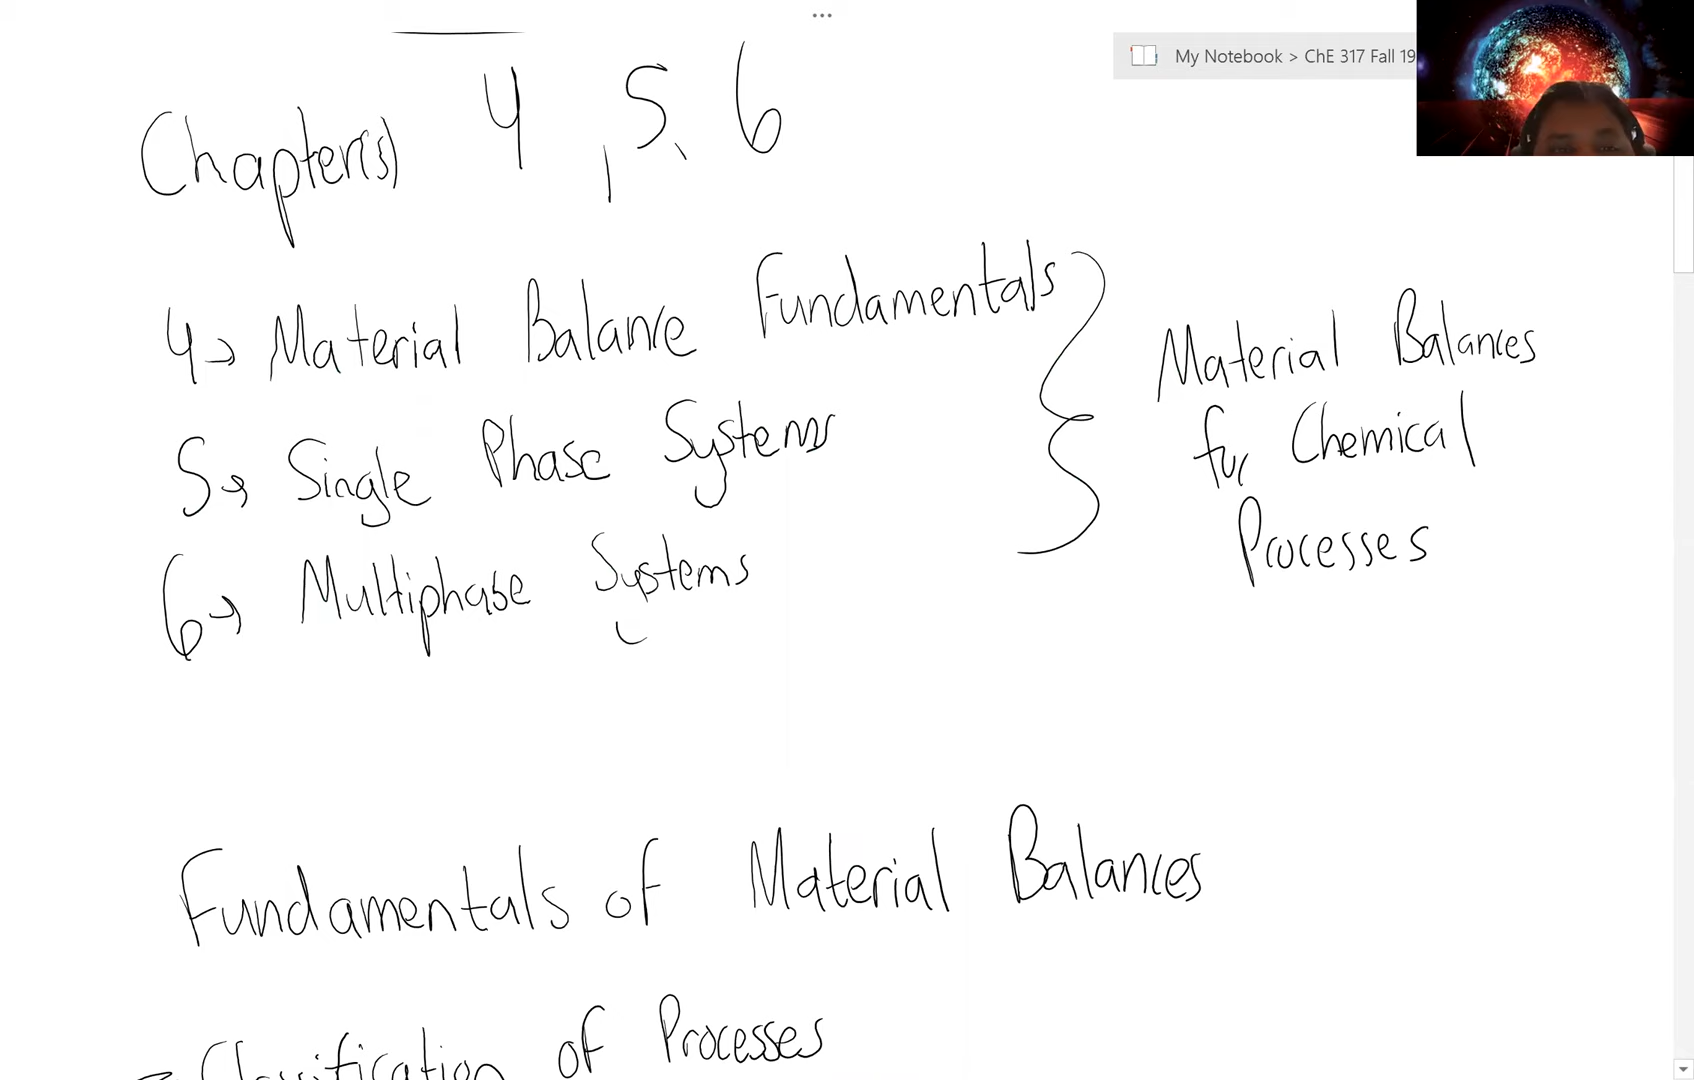 My Notebook > ChE 317 Fall 19
Chapter(s) 4, 5, 6
4→ Material Balance Fundamentals
5→ Single Phase Systems
6→ Multiphase Systems
Material Balances
for Chemical
Processes
Fundamentals of Material Balances
→ Classification of Processes